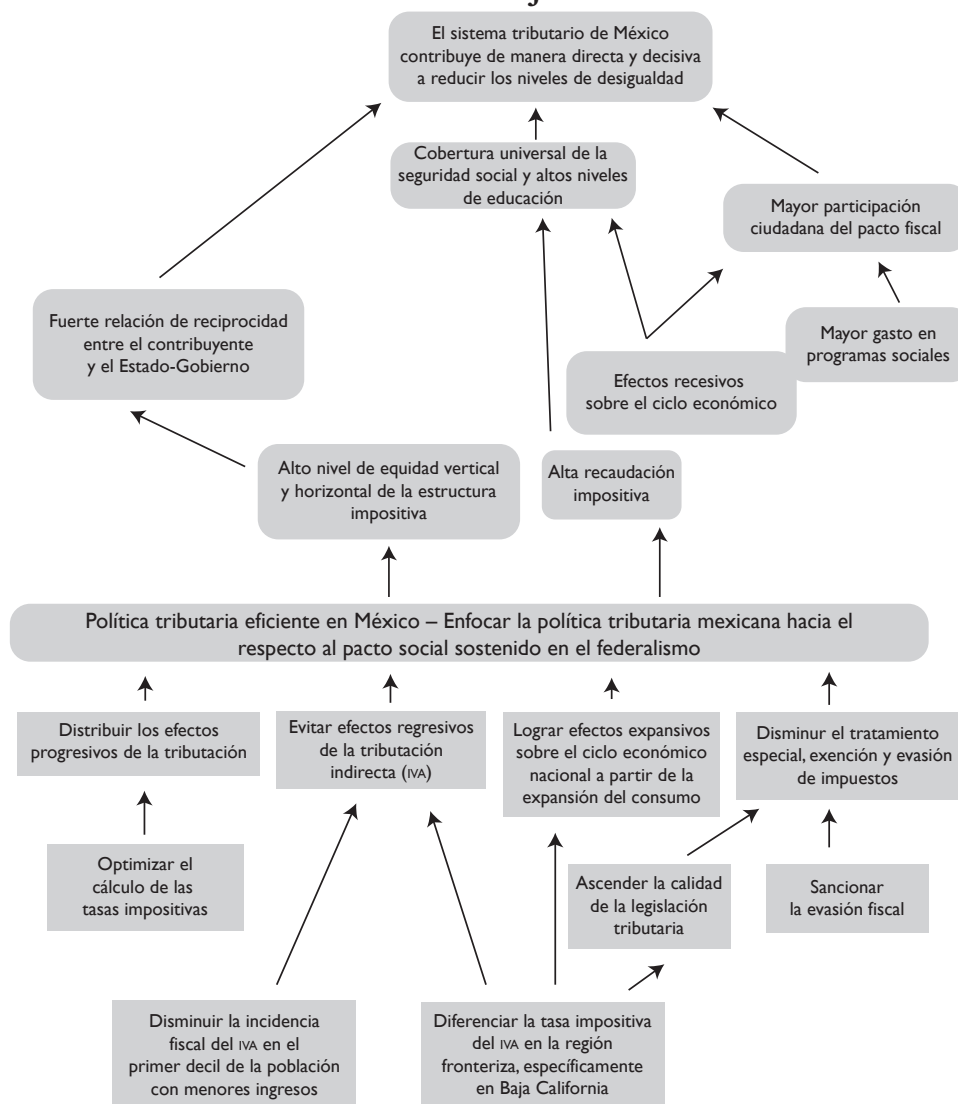 El sistema tributario de México
contribuye de manera directa y decisiva
a reducir los niveles de desigualdad
Cobertura universal de la
seguridad social y altos niveles
de educación
Mayor participación
ciudadana del pacto fiscal
Fuerte relación de reciprocidad
entre el contribuyente
y el Estado-Gobierno
Mayor gasto en
programas sociales
Efectos recesivos
sobre el ciclo económico
Alto nivel de equidad vertical
y horizontal de la estructura
impositiva
Alta recaudación
impositiva
Política tributaria eficiente en México – Enfocar la política tributaria mexicana hacia el
respecto al pacto social sostenido en el federalismo
Distribuir los efectos
progresivos de la tributación
Evitar efectos regresivos
de la tributación
indirecta (IVA)
Lograr efectos expansivos
sobre el ciclo económico
nacional a partir de la
expansión del consumo
Disminur el tratamiento
especial, exención y evasión
de impuestos
Optimizar el
cálculo de las
tasas impositivas
Ascender la calidad
de la legislación
tributaria
Sancionar
la evasión fiscal
Disminuir la incidencia
fiscal del IVA en el
primer decil de la población
con menores ingresos
Diferenciar la tasa impositiva
del IVA en la región
fronteriza, específicamente
en Baja California